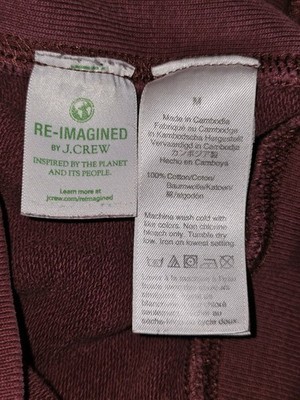 RE-IMAGINED
BY J.CREW
INSPIRED BY THE PLANET
AND ITS PEOPLE.
Learn more at
jcrew.com/reimagined
M
Made in Cambodia
Fabriqué au Cambodge
in Kambodscha Hergestellt
Vervaardigd in Cambodja
カンボジア製
Hecho en Camboya
100% Cotton/Coton/
Baumwolle/Katoen/
綿/algodón
Machine wash cold with
like colors. Non chlorine
bleach only. Tumble dry
low. Iron on lowest setting.